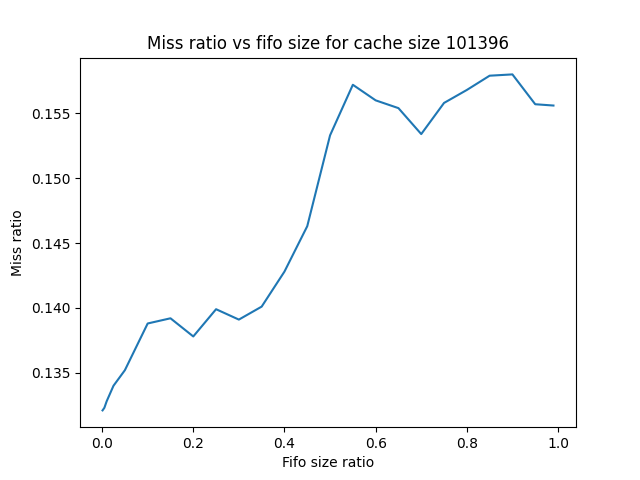 Miss ratio vs fifo size for cache size 101396
0.155
0.150
0.145
0.140
0.135
Miss ratio
0.0 0.2 0.4 0.6 0.8 1.0
Fifo size ratio